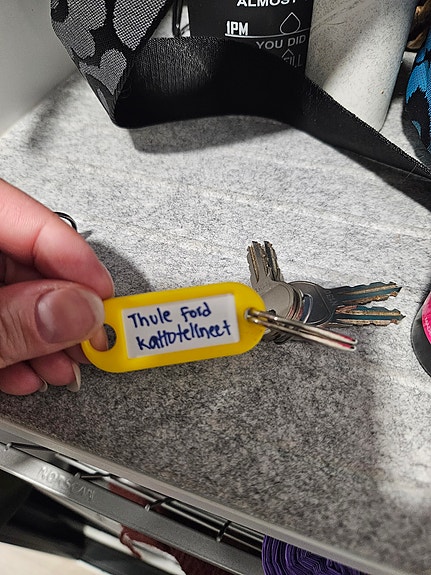 ALMOST
1PM
YOU DID
Thule Ford
Kattotelineet